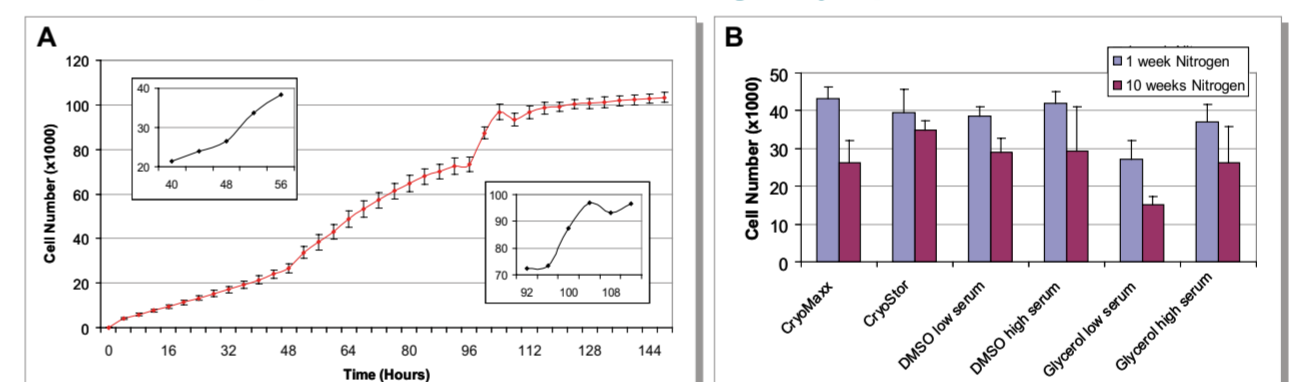 A
Cell Number (x1000)
120
100
80
60
40
20
0
0 16 32 48 64 80 96 112 128 144
Time (Hours)
40
30
20
40 48 56
100
90
80
70
92 100 108
B
1 week Nitrogen
10 weeks Nitrogen
Cell Number (x1000)
50
40
30
20
10
0
CryoMaxx
CryoStor
DMSO low serum
DMSO high serum
Glycerol low serum
Glycerol high serum